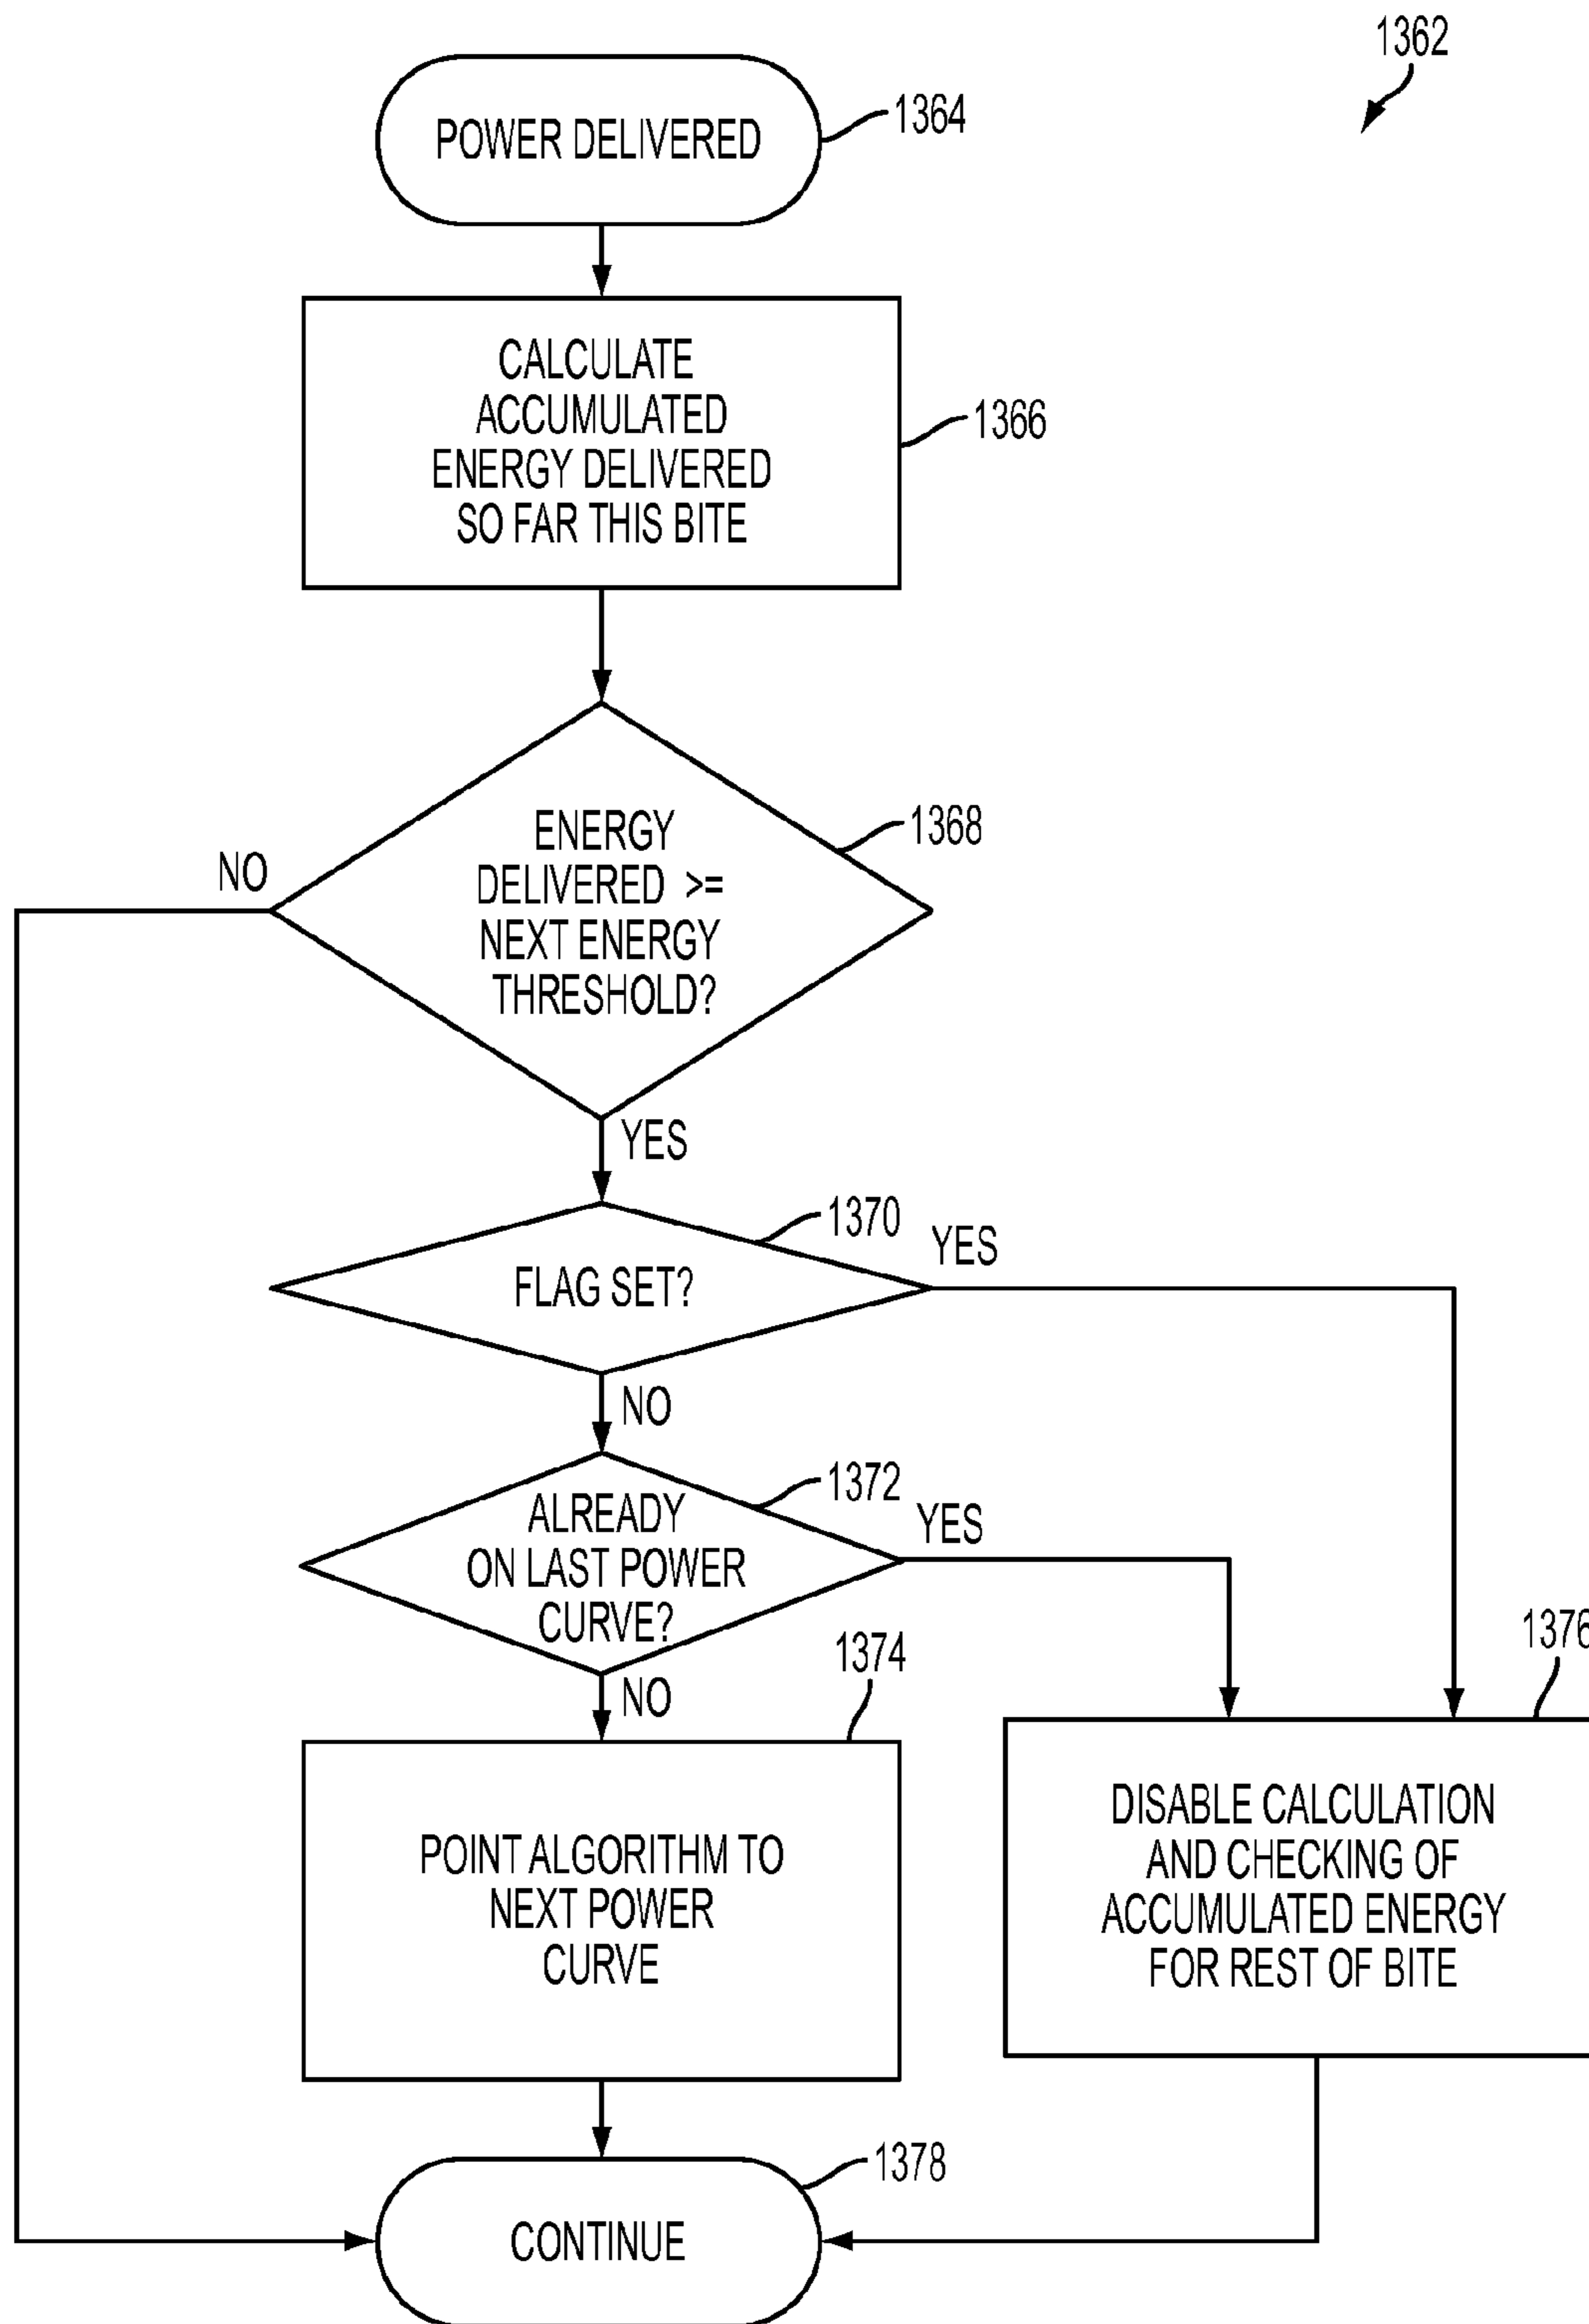 1362
POWER DELIVERED
1364
CALCULATE
ACCUMULATED
ENERGY DELIVERED
SO FAR THIS BITE
1366
ENERGY
DELIVERED >=
NEXT ENERGY
THRESHOLD?
1368
NO
YES
FLAG SET?
1370
YES
NO
ALREADY
ON LAST POWER
CURVE?
1372
YES
NO
1374
POINT ALGORITHM TO
NEXT POWER
CURVE
1376
DISABLE CALCULATION
AND CHECKING OF
ACCUMULATED ENERGY
FOR REST OF BITE
CONTINUE
1378